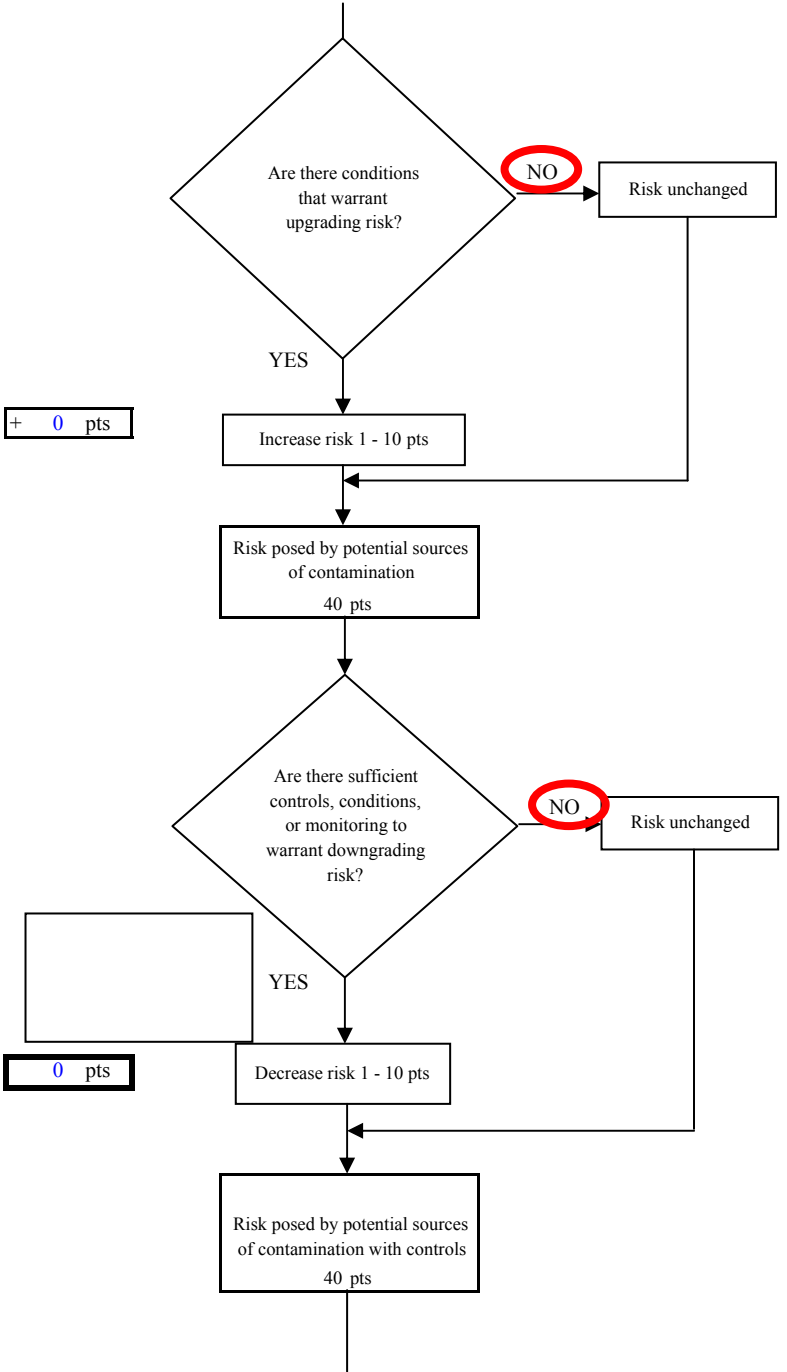 Are there conditions
that warrant
upgrading risk?
NO
Risk unchanged
YES
+ 0 pts
Increase risk 1 - 10 pts
Risk posed by potential sources
of contamination
40 pts
Are there sufficient
controls, conditions,
or monitoring to
warrant downgrading
risk?
NO
Risk unchanged
YES
0 pts
Decrease risk 1 - 10 pts
Risk posed by potential sources
of contamination with controls
40 pts